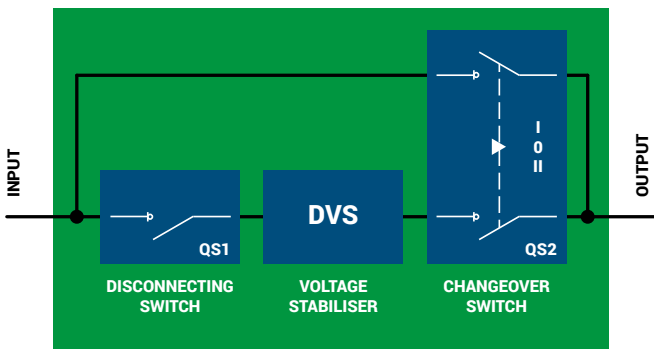 INPUT
QS1
DISCONNECTING
SWITCH
DVS
VOLTAGE
STABILISER
I
0
II
QS2
CHANGEOVER
SWITCH
OUTPUT